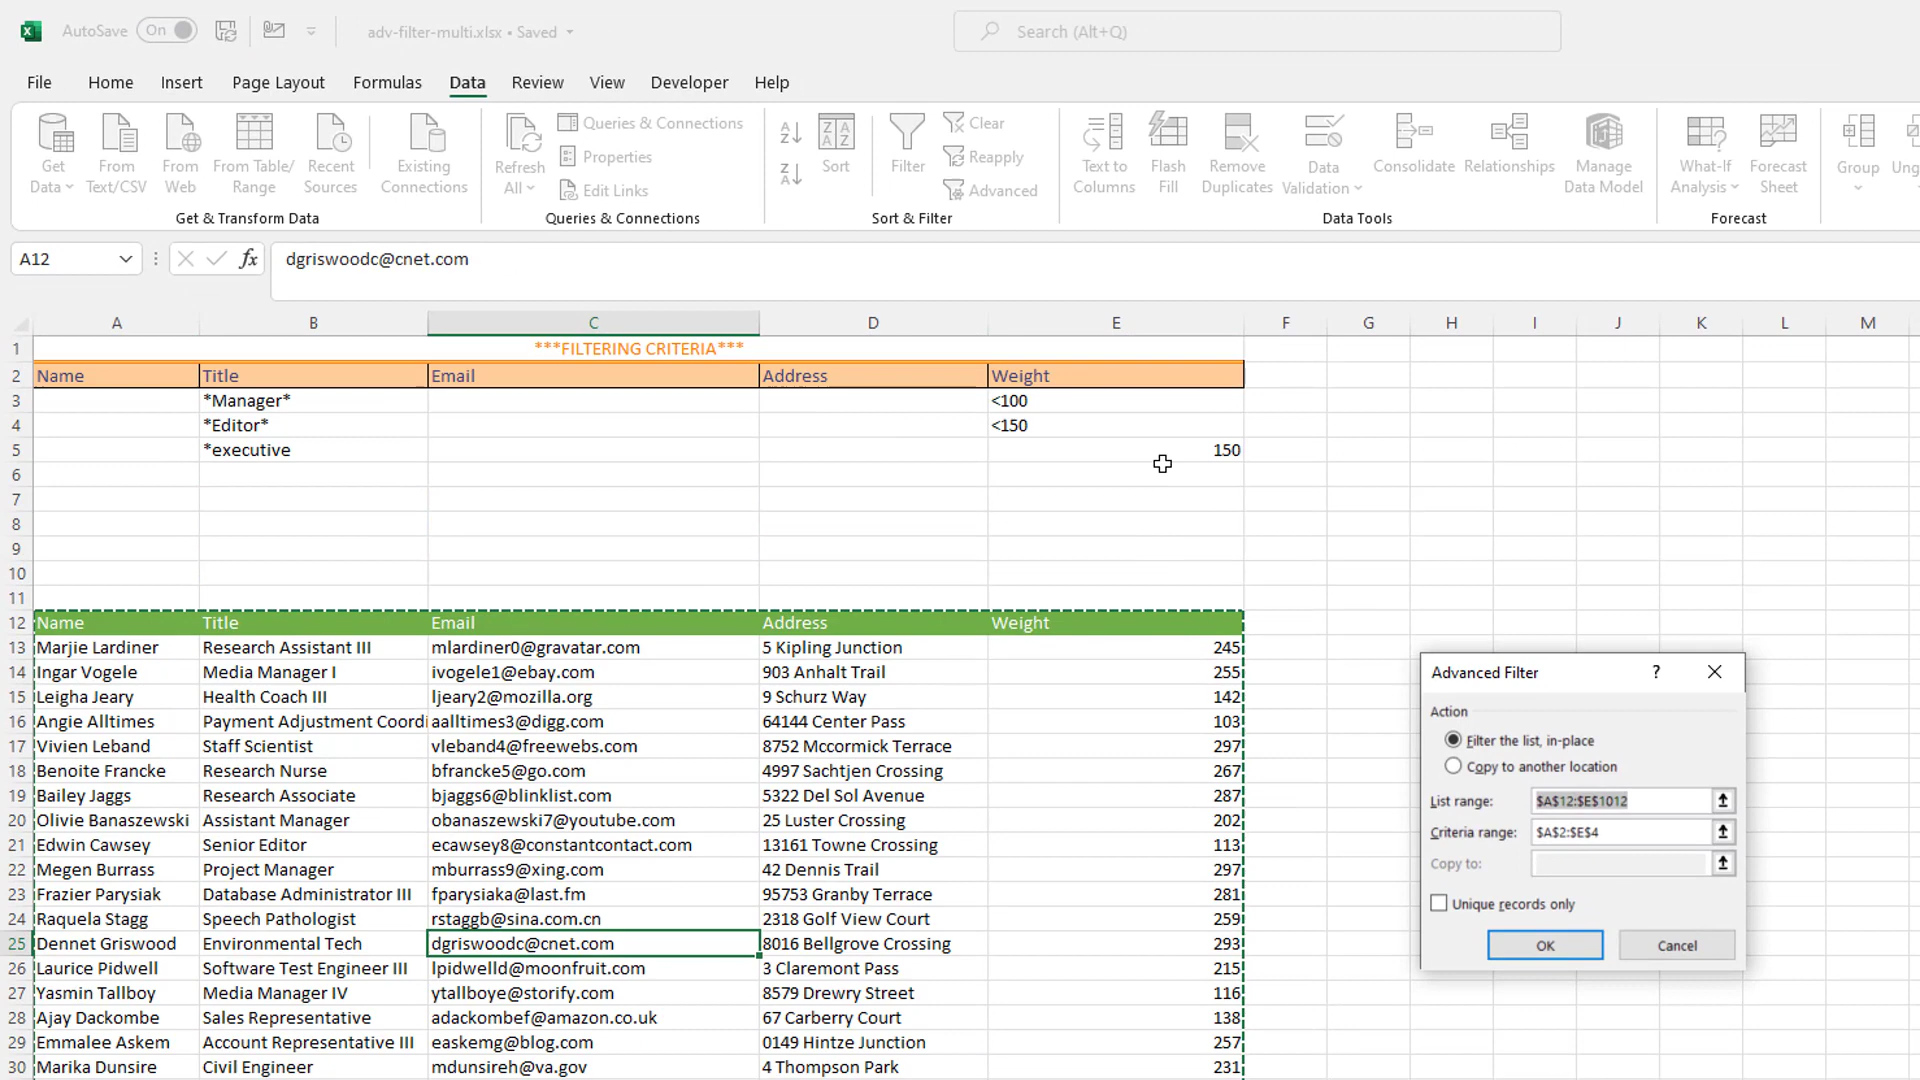 AutoSave On adv-filter-multi.xlsx • Saved Search (Alt+Q)
File Home Insert Page Layout Formulas Data Review View Developer Help
Get Data From Text/CSV From Web From Table/ Range Recent Sources Existing Connections
Get & Transform Data
Refresh All Queries & Connections
Properties
Edit Links
Queries & Connections
Sort Filter Clear
Reapply
Advanced
Sort & Filter
Text to Columns Flash Fill Remove Duplicates Data Validation Consolidate Relationships Manage Data Model
Data Tools
What-If Analysis Forecast Sheet
Forecast
Group
A12 fx dgriswoodc@cnet.com
A B C D E F G H I J K L M
1 ***FILTERING CRITERIA***
2 Name Title Email Address Weight
3 *Manager* <100
4 *Editor* <150
5 *executive 150
6
7
8
9
10
11
12 Name Title Email Address Weight
13 Marjie Lardiner Research Assistant III mlardiner0@gravatar.com 5 Kipling Junction 245
14 Ingar Vogele Media Manager I ivogele1@ebay.com 903 Anhalt Trail 255
15 Leigha Jeary Health Coach III ljeary2@mozilla.org 9 Schurz Way 142
16 Angie Alltimes Payment Adjustment Coordi aalltimes3@digg.com 64144 Center Pass 103
17 Vivien Leband Staff Scientist vleband4@freewebs.com 8752 Mccormick Terrace 297
18 Benoite Francke Research Nurse bfrancke5@go.com 4997 Sachtjen Crossing 267
19 Bailey Jaggs Research Associate bjaggs6@blinklist.com 5322 Del Sol Avenue 287
20 Olivie Banaszewski Assistant Manager obanaszewski7@youtube.com 25 Luster Crossing 202
21 Edwin Cawsey Senior Editor ecawsey8@constantcontact.com 13161 Towne Crossing 113
22 Megen Burrass Project Manager mburrass9@xing.com 42 Dennis Trail 297
23 Frazier Parysiak Database Administrator III fparysiaka@last.fm 95753 Granby Terrace 281
24 Raquela Stagg Speech Pathologist rstaggb@sina.com.cn 2318 Golf View Court 259
25 Dennet Griswood Environmental Tech dgriswoodc@cnet.com 8016 Bellgrove Crossing 293
26 Laurice Pidwell Software Test Engineer III lpidwelld@moonfruit.com 3 Claremont Pass 215
27 Yasmin Tallboy Media Manager IV ytallboye@storify.com 8579 Drewry Street 116
28 Ajay Dackombe Sales Representative adackombef@amazon.co.uk 67 Carberry Court 138
29 Emmalee Askem Account Representative III easkemg@blog.com 0149 Hintze Junction 257
30 Marika Dunsire Civil Engineer mdunsireh@va.gov 4 Thompson Park 231
Advanced Filter ?
Action
Filter the list, in-place
Copy to another location
List range: $A$12:$E$1012
Criteria range: $A$2:$E$4
Copy to:
Unique records only
OK Cancel